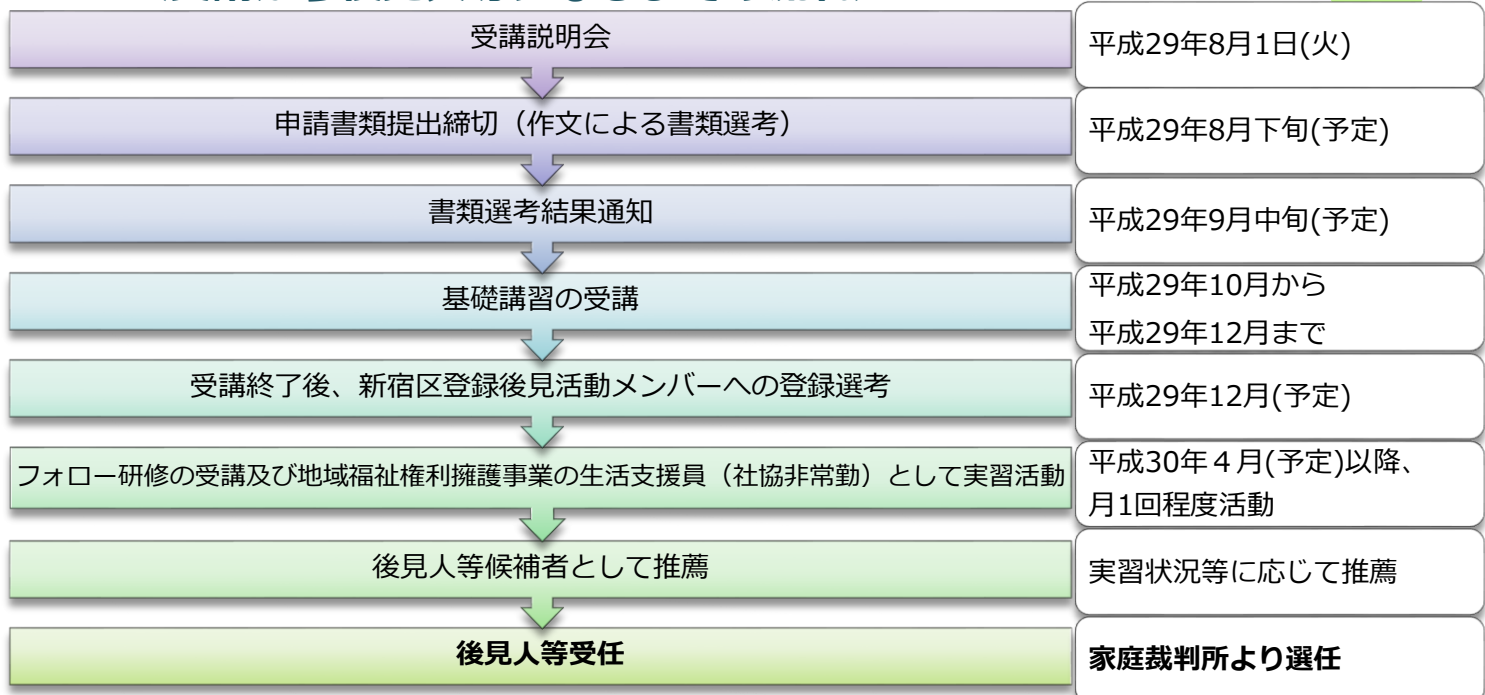 受講説明会
平成29年8月1日(火)
申請書類提出締切（作文による書類選考）
平成29年8月下旬(予定)
書類選考結果通知
平成29年9月中旬(予定)
基礎講習の受講
平成29年10月から
平成29年12月まで
受講終了後、新宿区登録後見活動メンバーへの登録選考
平成29年12月(予定)
フォロー研修の受講及び地域福祉権利擁護事業の生活支援員（社協非常勤）として実習活動
平成30年４月(予定)以降、
月1回程度活動
後見人等候補者として推薦
実習状況等に応じて推薦
後見人等受任
家庭裁判所より選任